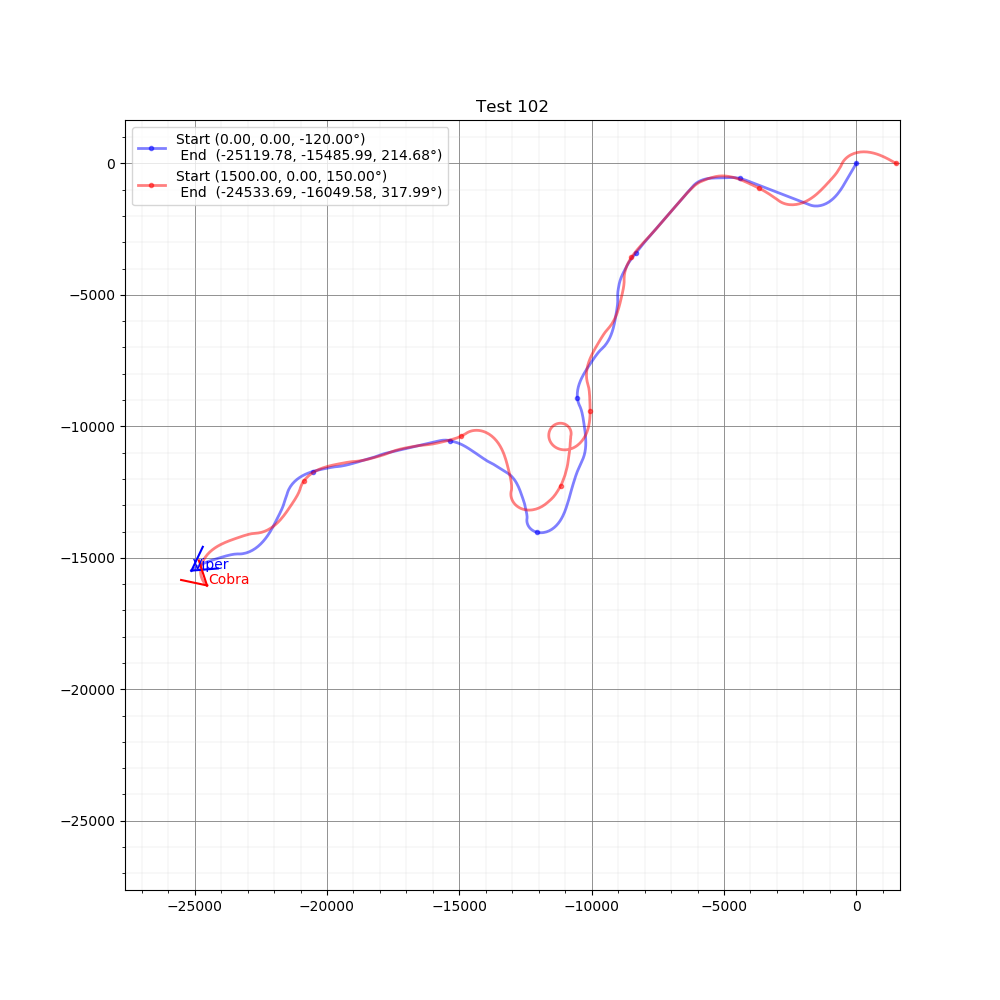 Test 102
Start (0.00, 0.00, -120.00°)
End  (-25119.78, -15485.99, 214.68°)
Start (1500.00, 0.00, 150.00°)
End  (-24533.69, -16049.58, 317.99°)
0
−5000
−10000
−15000
−20000
−25000
Viper
Cobra
−25000
−20000
−15000
−10000
−5000
0